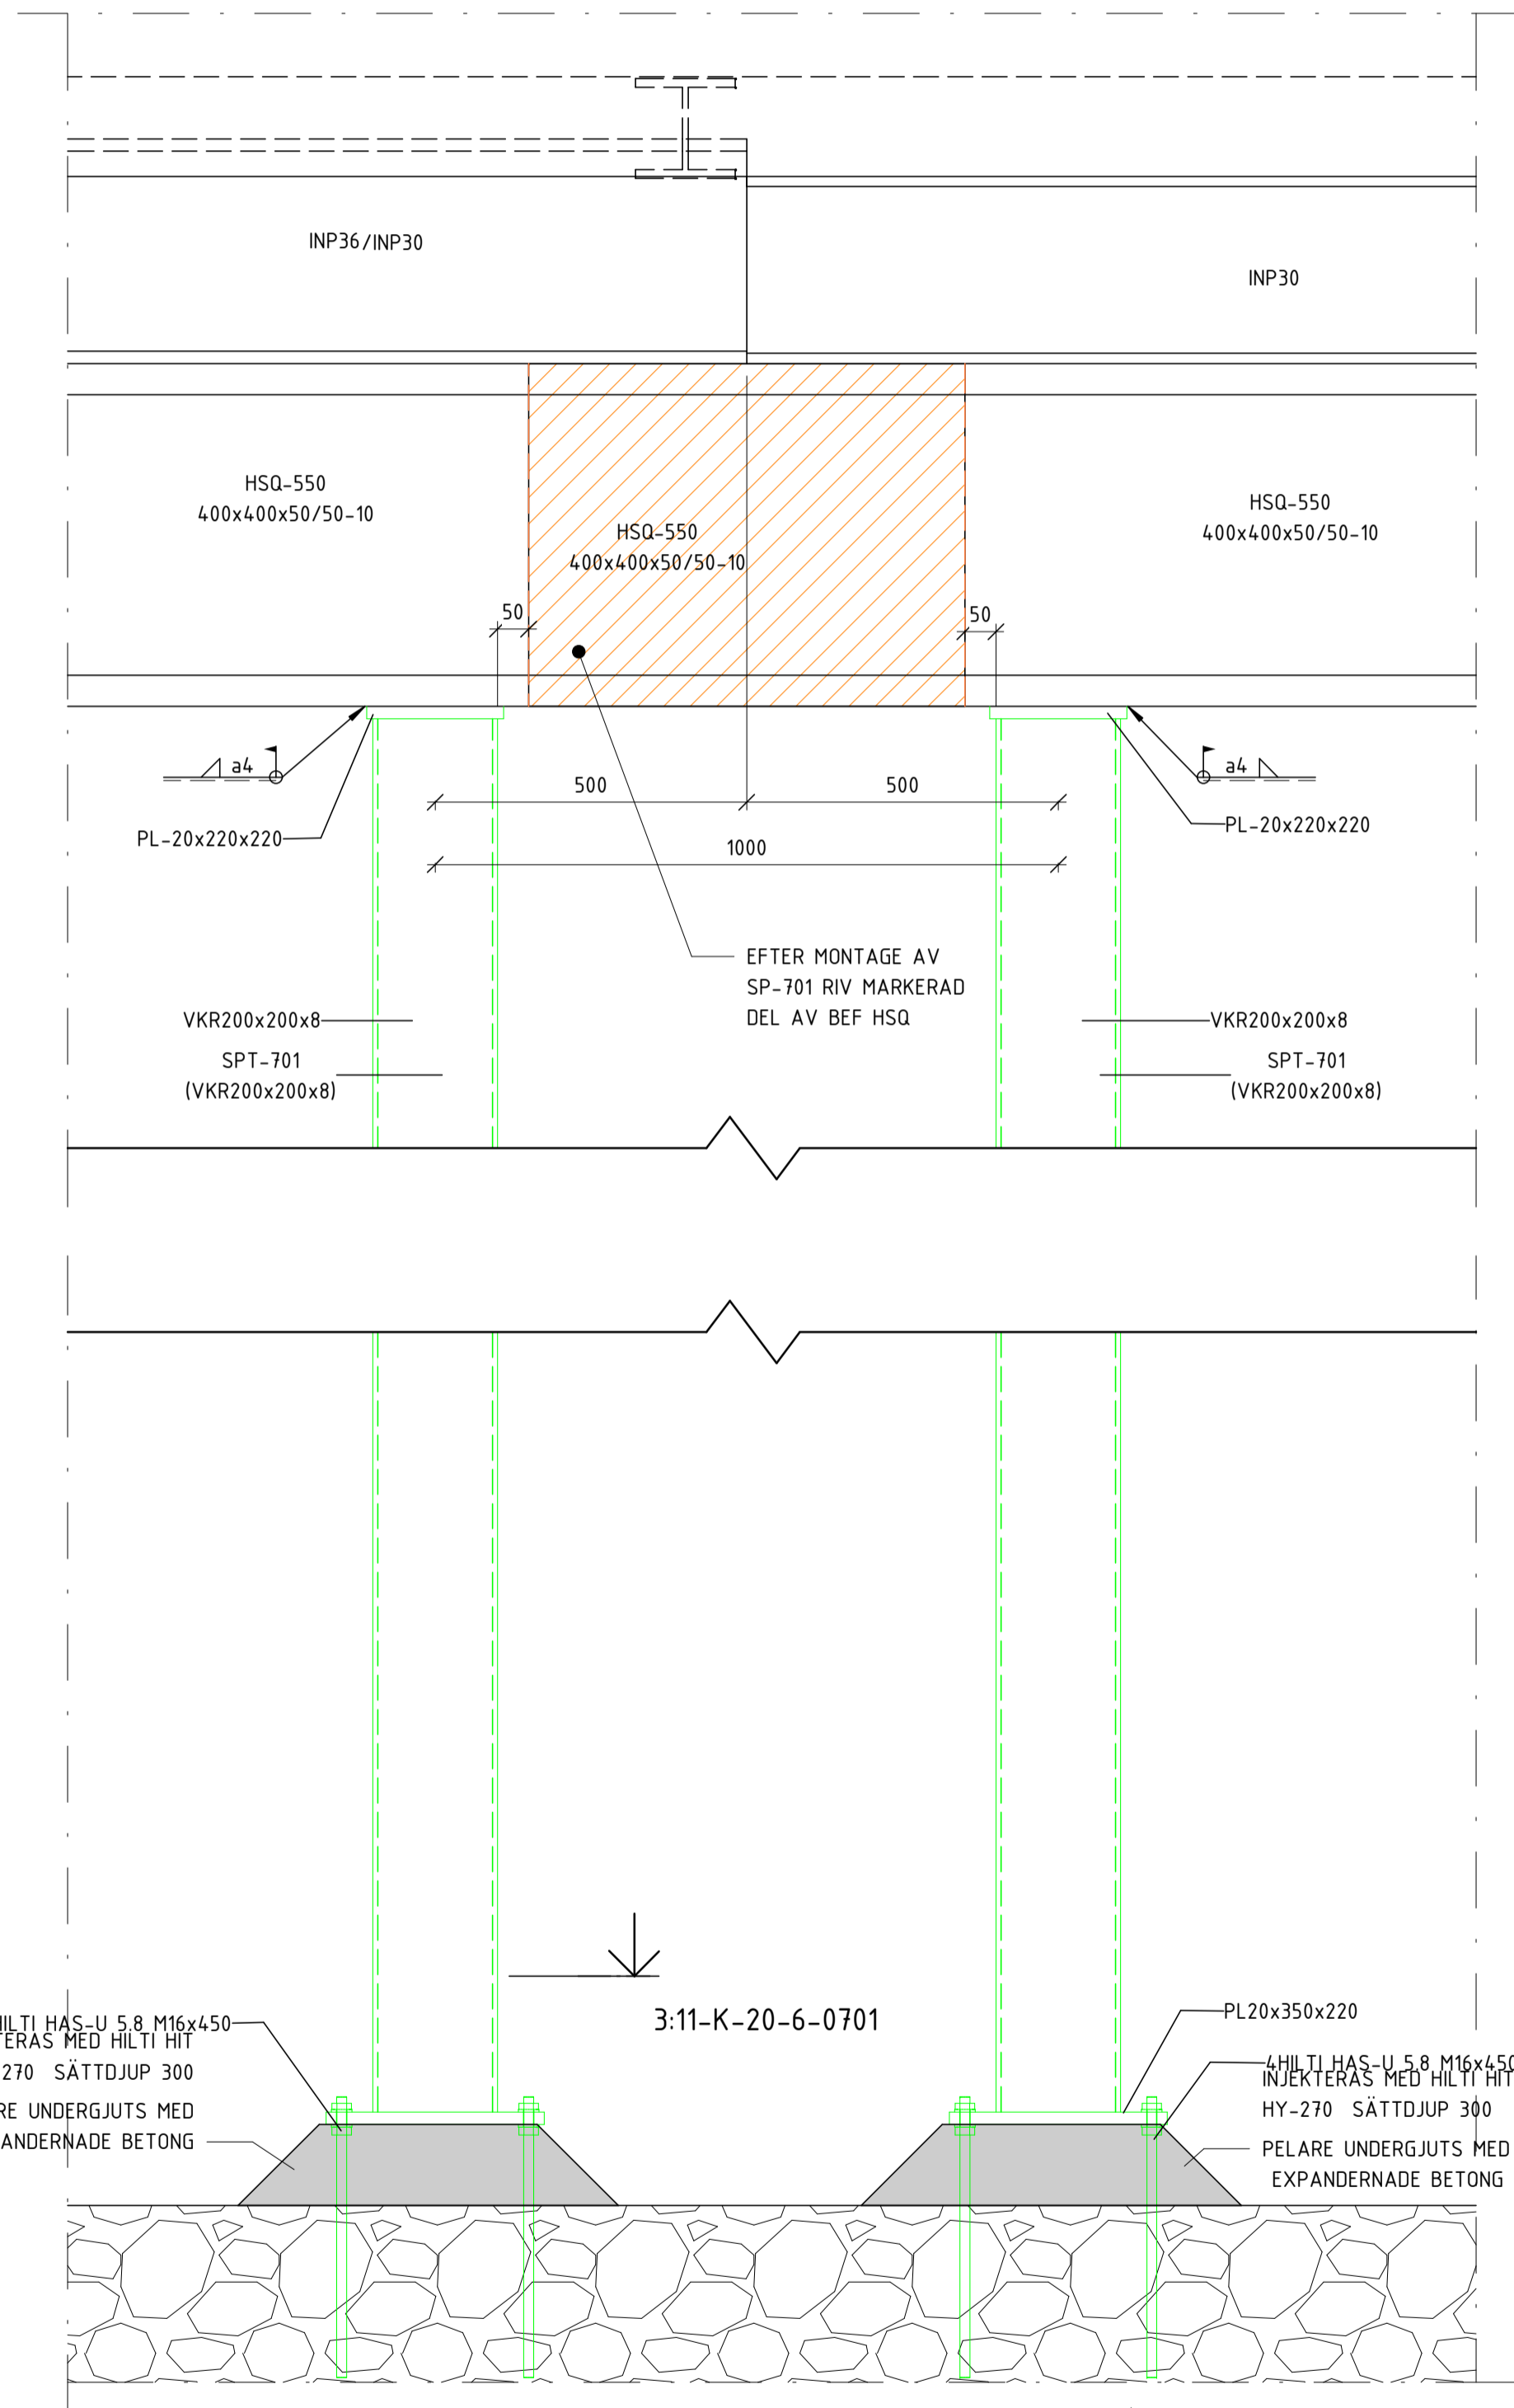 INP36/INP30
INP30
HSQ-550
400x400x50/50-10
HSQ-550
400x400x50/50-10
HSQ-550
400x400x50/50-10
50
50
a4
a4
500
500
PL-20x220x220
PL-20x220x220
1000
EFTER MONTAGE AV
SP-701 RIV MARKERAD
DEL AV BEF HSQ
VKR200x200x8
SPT-701
(VKR200x200x8)
VKR200x200x8
SPT-701
(VKR200x200x8)
3:11-K-20-6-0701
HILTI HAS-U 5.8 M16x450
TERAS MED HILTI HIT
270 SÄTTDJUP 300
RE UNDERGJUTS MED
ANDERNADE BETONG
PL20x350x220
4HILTI HAS-U 5.8 M16x450
INJEKTERAS MED HILTI HIT
HY-270 SÄTTDJUP 300
PELARE UNDERGJUTS MED
EXPANDERNADE BETONG